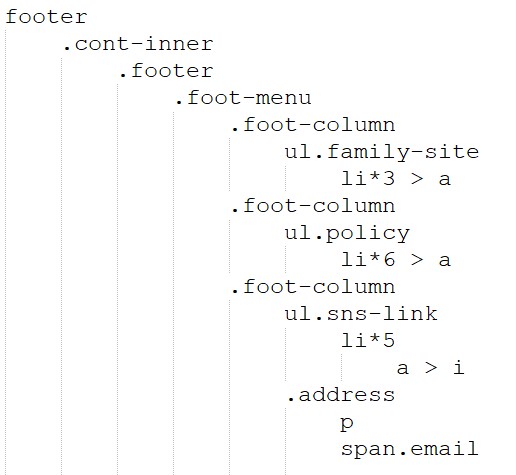 footer
.cont-inner
.footer
.foot-menu
.foot-column
ul.family-site
li*3 > a
.foot-column
ul.policy
li*6 > a
.foot-column
ul.sns-link
li*5
a > i
.address
p
span.email